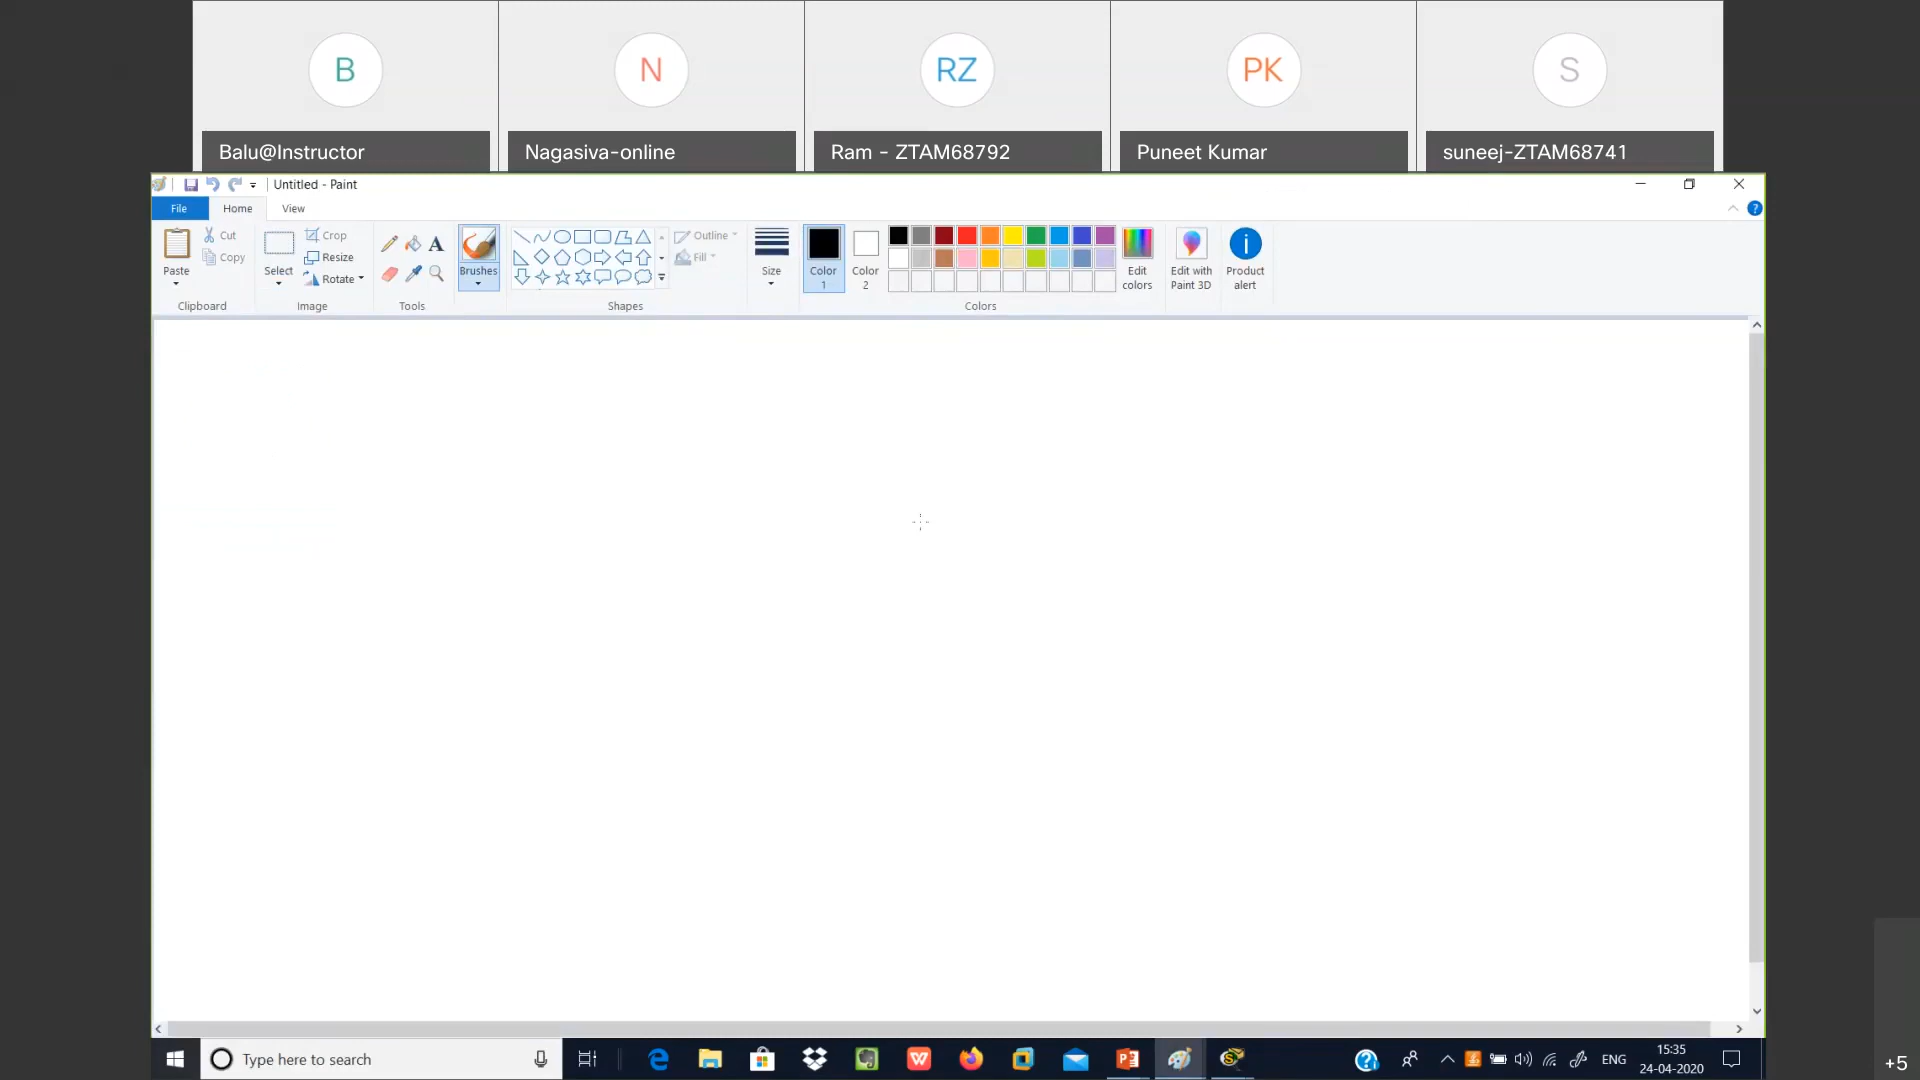 B N RZ PK S
Balu@Instructor Nagasiva-online Ram - ZTAM68792 Puneet Kumar suneej-ZTAM68741
Untitled - Paint
File Home View
Paste
Cut
Copy
Clipboard
Select
Crop
Resize
Rotate
Image
A
Tools
Brushes
Shapes
Outline
Fill
Size
Color
1
Color
2
Edit
colors
Colors
Edit with
Paint 3D
Product
alert
Type here to search
ENG
15:35
24-04-2020
+5